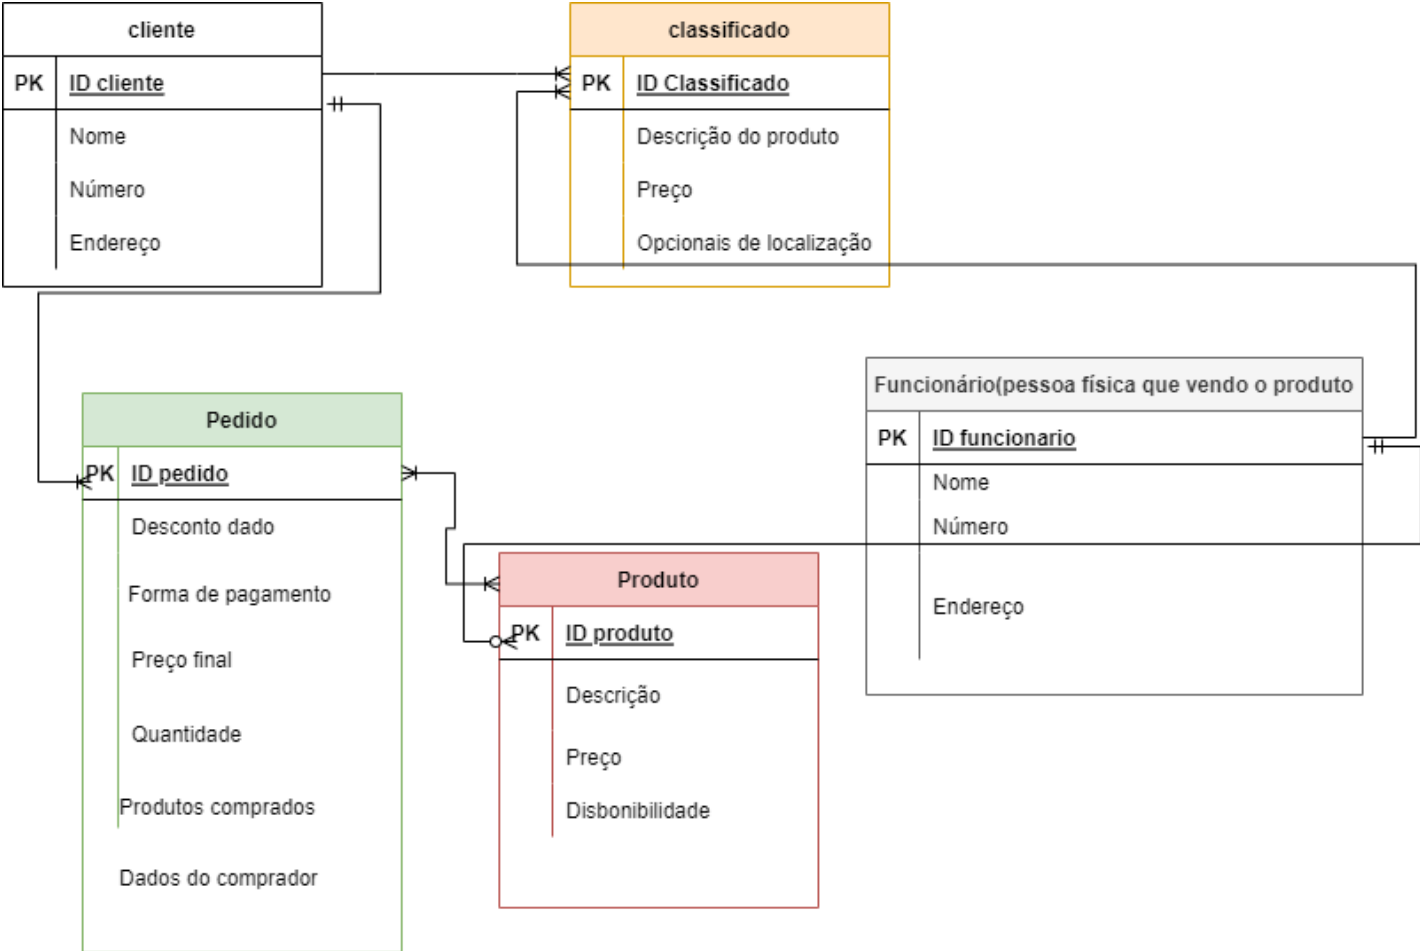 cliente
PK ID cliente
Nome
Número
Endereço
classificado
PK ID Classificado
Descrição do produto
Preço
Opcionais de localização
Funcionário(pessoa física que vendo o produto
PK ID funcionario
Nome
Número
Endereço
Pedido
PK ID pedido
Desconto dado
Forma de pagamento
Preço final
Quantidade
Produtos comprados
Dados do comprador
Produto
PK ID produto
Descrição
Preço
Disbonibilidade